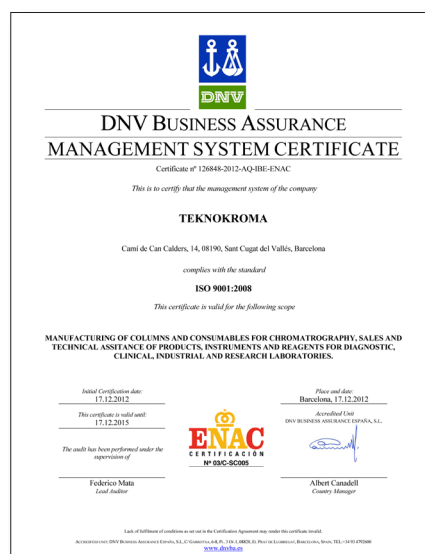 DNV
DNV BUSINESS ASSURANCE
MANAGEMENT SYSTEM CERTIFICATE
Certificate nº 126848-2012-AQ-IBE-ENAC
This is to certify that the management system of the company
TEKNOKROMA
Camí de Can Calders, 14, 08190, Sant Cugat del Vallés, Barcelona
complies with the standard
ISO 9001:2008
This certificate is valid for the following scope
MANUFACTURING OF COLUMNS AND CONSUMABLES FOR CHROMATROGRAPHY, SALES AND
TECHNICAL ASSITANCE OF PRODUCTS, INSTRUMENTS AND REAGENTS FOR DIAGNOSTIC,
CLINICAL, INDUSTRIAL AND RESEARCH LABORATORIES.
Initial Certification date:
17.12.2012
This certificate is valid until:
17.12.2015
The audit has been performed under the
supervision of
Federico Mata
Lead Auditor
ENAC
CERTIFICACIÓN
Nº 03/C-SC005
Place and date:
Barcelona, 17.12.2012
Accredited Unit
DNV BUSINESS ASSURANCE ESPAÑA, S.L.
Albert Canadell
Country Manager
Lack of fulfilment of conditions as set out in the Certification Agreement may render this certificate invalid.
www.dnvba.es